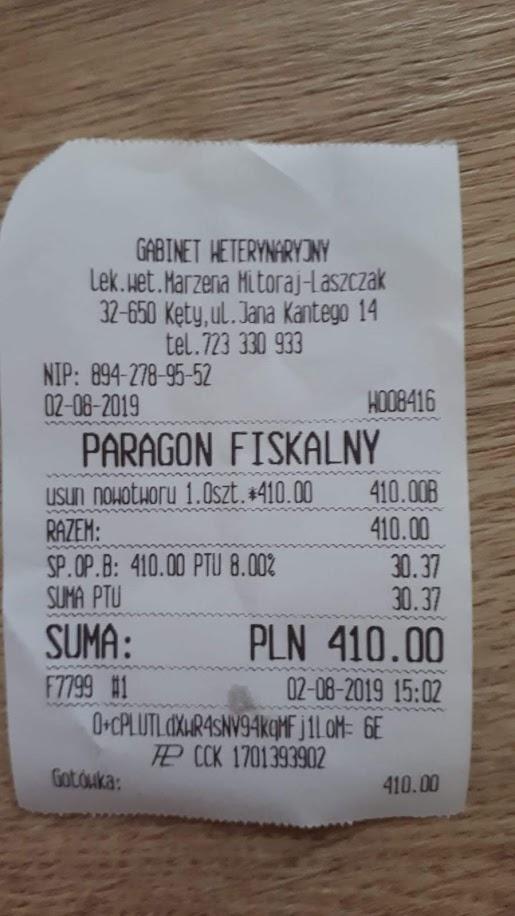 GABINET WETERYNARYJNY
Lek.wet.Marzena Mitoraj-Laszczak
32-650 Kęty,ul.Jana Kantego 14
tel.723 330 933
NIP: 894-278-95-52
02-08-2019 W008416
PARAGON FISKALNY
usun nowotworu 1.0szt.*410.00 410.00B
RAZEM: 410.00
SP.OP.B: 410.00 PTU 8.00% 30.37
SUMA PTU 30.37
SUMA: PLN 410.00
F7799 #1 02-08-2019 15:02
0+cPLUTLdXwR4sNV94kqMFj1LoM= 6E
CCK 1701393902
Gotówka: 410.00